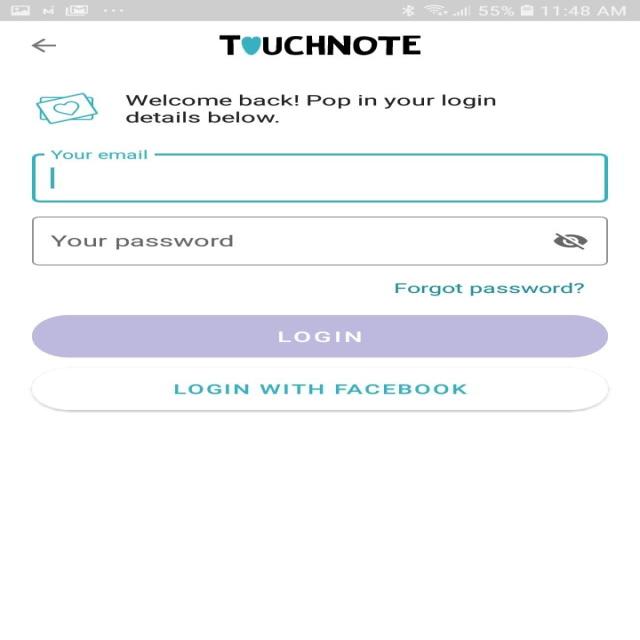 55% 11:48 AM
TOUCHNOTE
Welcome back! Pop in your login
details below.
Your email
Your password
Forgot password?
LOGIN
LOGIN WITH FACEBOOK